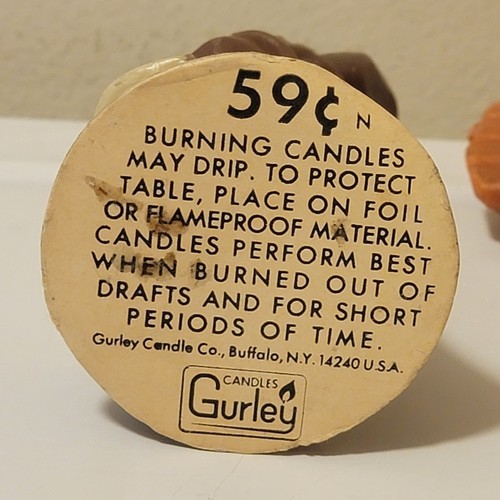 59¢ N
BURNING CANDLES
MAY DRIP. TO PROTECT
TABLE, PLACE ON FOIL
OR FLAMEPROOF MATERIAL.
CANDLES PERFORM BEST
WHEN BURNED OUT OF
DRAFTS AND FOR SHORT
PERIODS OF TIME.
Gurley Candle Co., Buffalo, N.Y. 14240 U.S.A.
CANDLES
Gurley